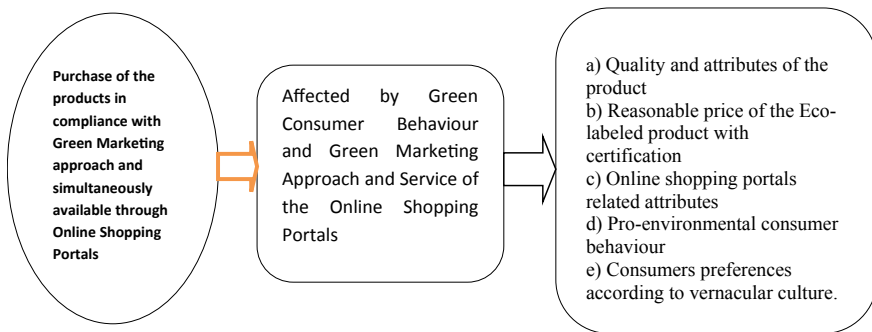 Purchase of the
products in
compliance with
Green Marketing
approach and
simultaneously
available through
Online Shopping
Portals
Affected by Green
Consumer Behaviour
and Green Marketing
Approach and Service of
the Online Shopping
Portals
a) Quality and attributes of the
product
b) Reasonable price of the Eco-
labeled product with
certification
c) Online shopping portals
related attributes
d) Pro-environmental consumer
behaviour
e) Consumers preferences
according to vernacular culture.